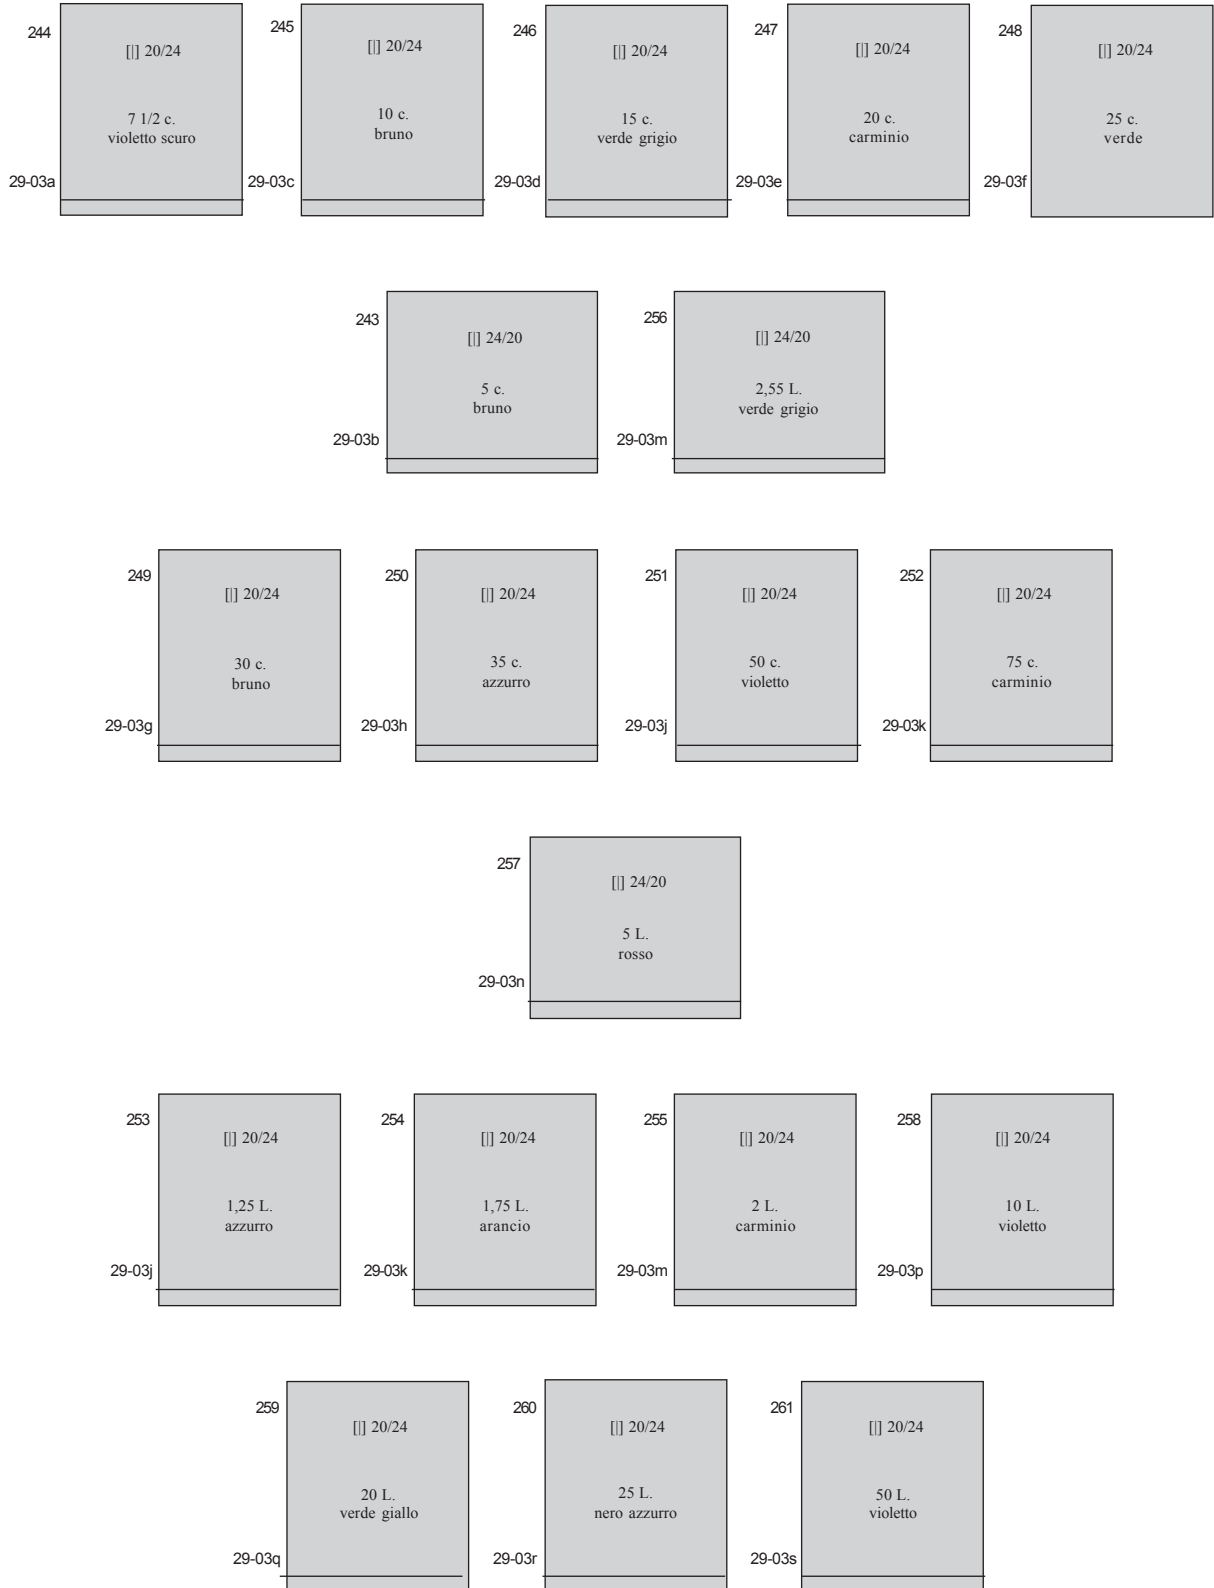 244
[|] 20/24
7 1/2 c.
violetto scuro
29-03a
245
[|] 20/24
10 c.
bruno
29-03c
246
[|] 20/24
15 c.
verde grigio
29-03d
247
[|] 20/24
20 c.
carminio
29-03e
248
[|] 20/24
25 c.
verde
29-03f
243
[|] 24/20
5 c.
bruno
29-03b
256
[|] 24/20
2,55 L.
verde grigio
29-03m
249
[|] 20/24
30 c.
bruno
29-03g
250
[|] 20/24
35 c.
azzurro
29-03h
251
[|] 20/24
50 c.
violetto
29-03j
252
[|] 20/24
75 c.
carminio
29-03k
257
[|] 24/20
5 L.
rosso
29-03n
253
[|] 20/24
1,25 L.
azzurro
29-03j
254
[|] 20/24
1,75 L.
arancio
29-03k
255
[|] 20/24
2 L.
carminio
29-03m
258
[|] 20/24
10 L.
violetto
29-03p
259
[|] 20/24
20 L.
verde giallo
29-03q
260
[|] 20/24
25 L.
nero azzurro
29-03r
261
[|] 20/24
50 L.
violetto
29-03s